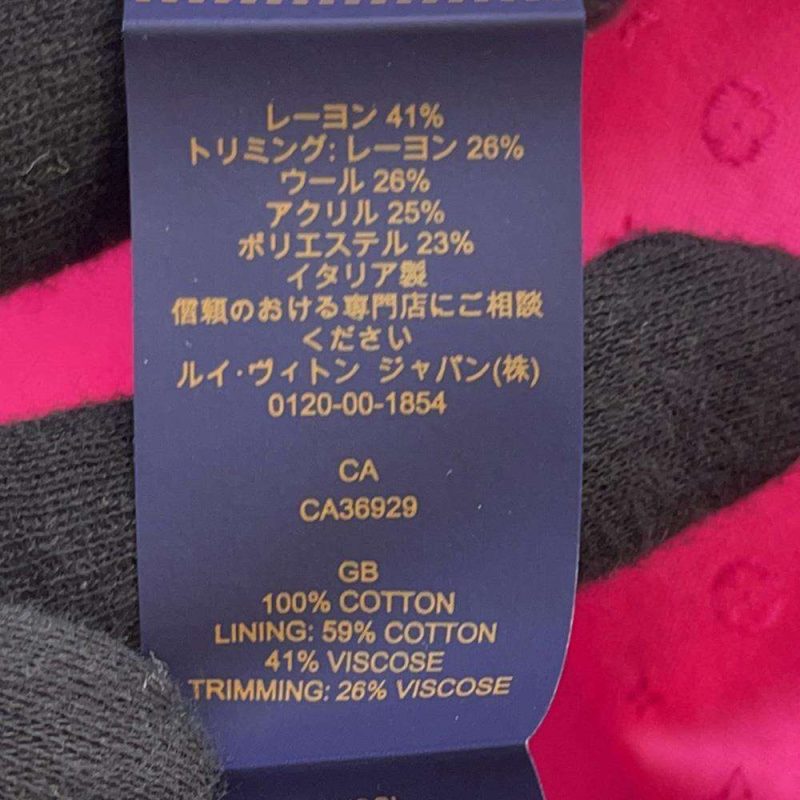 レーヨン 41%
トリミング: レーヨン 26%
ウール 26%
アクリル 25%
ポリエステル 23%
イタリア製
信頼のおける専門店にご相談
ください
ルイ・ヴィトン ジャパン(株)
0120-00-1854
CA
CA36929
GB
100% COTTON
LINING: 59% COTTON
41% VISCOSE
TRIMMING: 26% VISCOSE